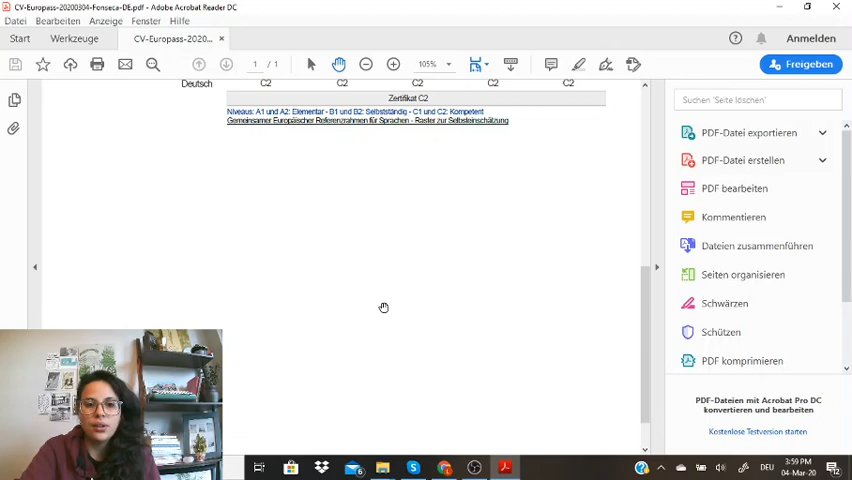 CV-Europass-20200304-Fonseca-DE.pdf - Adobe Acrobat Reader DC
Datei Bearbeiten Anzeige Fenster Hilfe
Start Werkzeuge CV-Europass-2020... × Anmelden
1 / 1 105% Freigeben
Deutsch C2 C2 C2 C2 C2
Zertifikat C2
Niveaus: A1 und A2: Elementar - B1 und B2: Selbstständig - C1 und C2: Kompetent
Gemeinsamer Europäischer Referenzrahmen für Sprachen - Raster zur Selbsteinschätzung
Suchen 'Seite löschen'
PDF-Datei exportieren
PDF-Datei erstellen
PDF bearbeiten
Kommentieren
Dateien zusammenführen
Seiten organisieren
Schwärzen
Schützen
PDF komprimieren
PDF-Dateien mit Acrobat Pro DC
konvertieren und bearbeiten
Kostenlose Testversion starten
DEU
3:59 PM
04-Mar-20